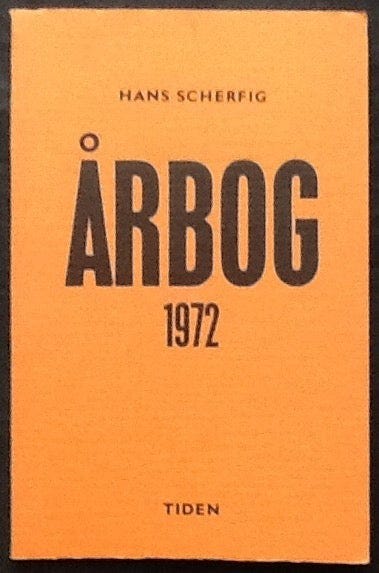 HANS SCHERFIG
ÅRBOG
1972
TIDEN